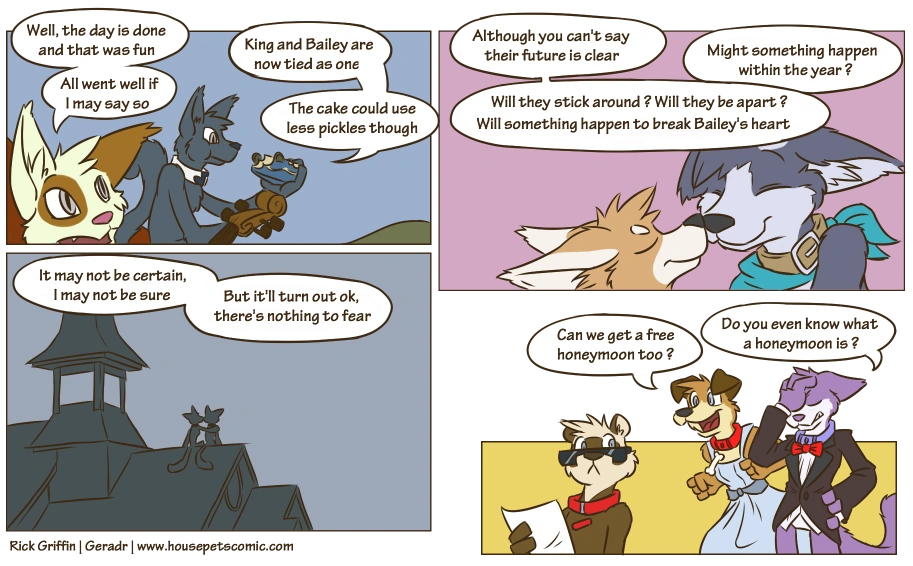 Well, the day is done
and that was fun
All went well if
I may say so
King and Bailey are
now tied as one
The cake could use
less pickles though
Although you can't say
their future is clear
Might something happen
within the year ?
Will they stick around ? Will they be apart ?
Will something happen to break Bailey's heart
It may not be certain,
I may not be sure
But it'll turn out ok,
there's nothing to fear
Can we get a free
honeymoon too ?
Do you even know what
a honeymoon is ?
Rick Griffin | Geradr | www.housepetscomic.com